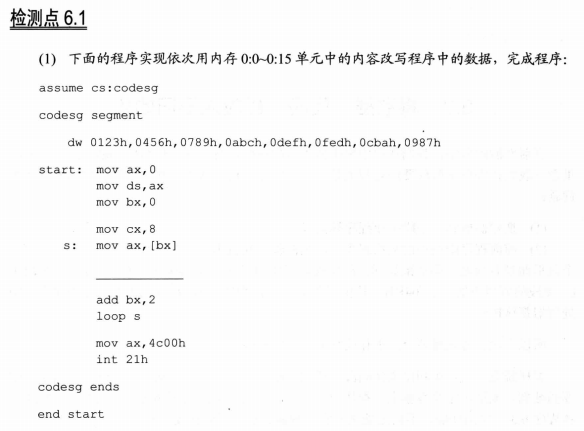 检测点 6.1
(1) 下面的程序实现依次用内存 0:0~0:15 单元中的内容改写程序中的数据，完成程序：
assume cs:codesg
codesg segment
dw 0123h,0456h,0789h,0abch,0defh,0fedh,0cbah,0987h
start: mov ax,0
mov ds,ax
mov bx,0
mov cx,8
s: mov ax,[bx]
add bx,2
loop s
mov ax,4c00h
int 21h
codesg ends
end start